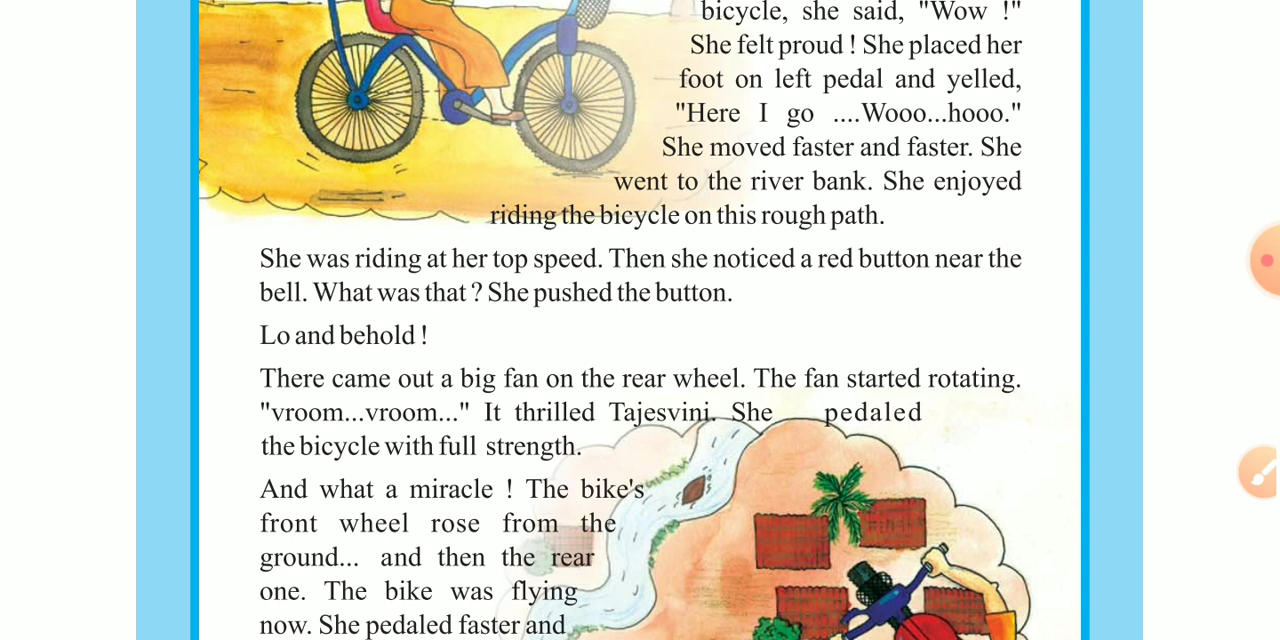 bicycle, she said, "Wow !"
She felt proud ! She placed her
foot on left pedal and yelled,
"Here I go ....Wooo...hooo."
She moved faster and faster. She
went to the river bank. She enjoyed
riding the bicycle on this rough path.
She was riding at her top speed. Then she noticed a red button near the
bell. What was that ? She pushed the button.
Lo and behold !
There came out a big fan on the rear wheel. The fan started rotating.
"vroom...vroom..." It thrilled Tajesvini. She pedaled
the bicycle with full strength.
And what a miracle ! The bike's
front wheel rose from the
ground... and then the rear
one. The bike was flying
now. She pedaled faster and